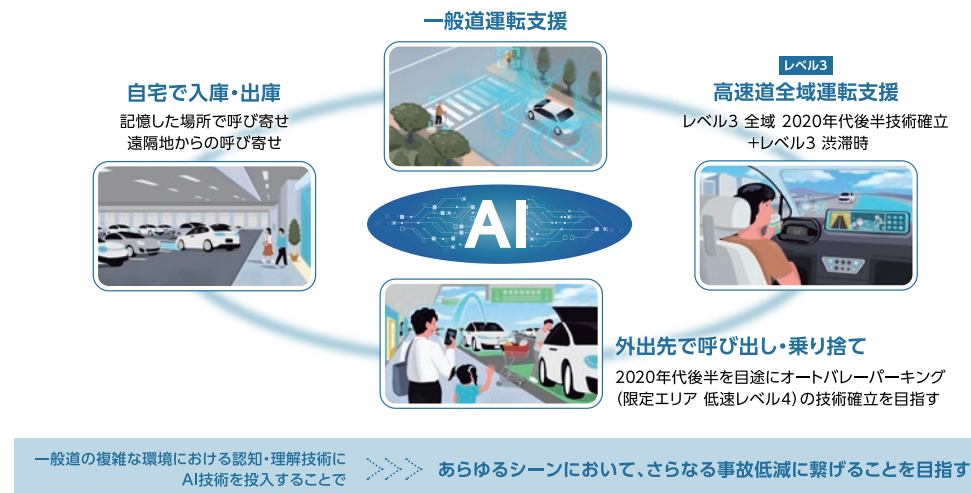 一般道運転支援
自宅で入庫・出庫
記憶した場所で呼び寄せ
遠隔地からの呼び寄せ
レベル3
高速道全域運転支援
レベル3 全域 2020年代後半技術確立
+レベル3 渋滞時
AI
外出先で呼び出し・乗り捨て
2020年代後半を目途にオートバレーパーキング
(限定エリア 低速レベル4)の技術確立を目指す
一般道の複雑な環境における認知・理解技術に
AI技術を投入することで
あらゆるシーンにおいて、さらなる事故低減に繋げることを目指す